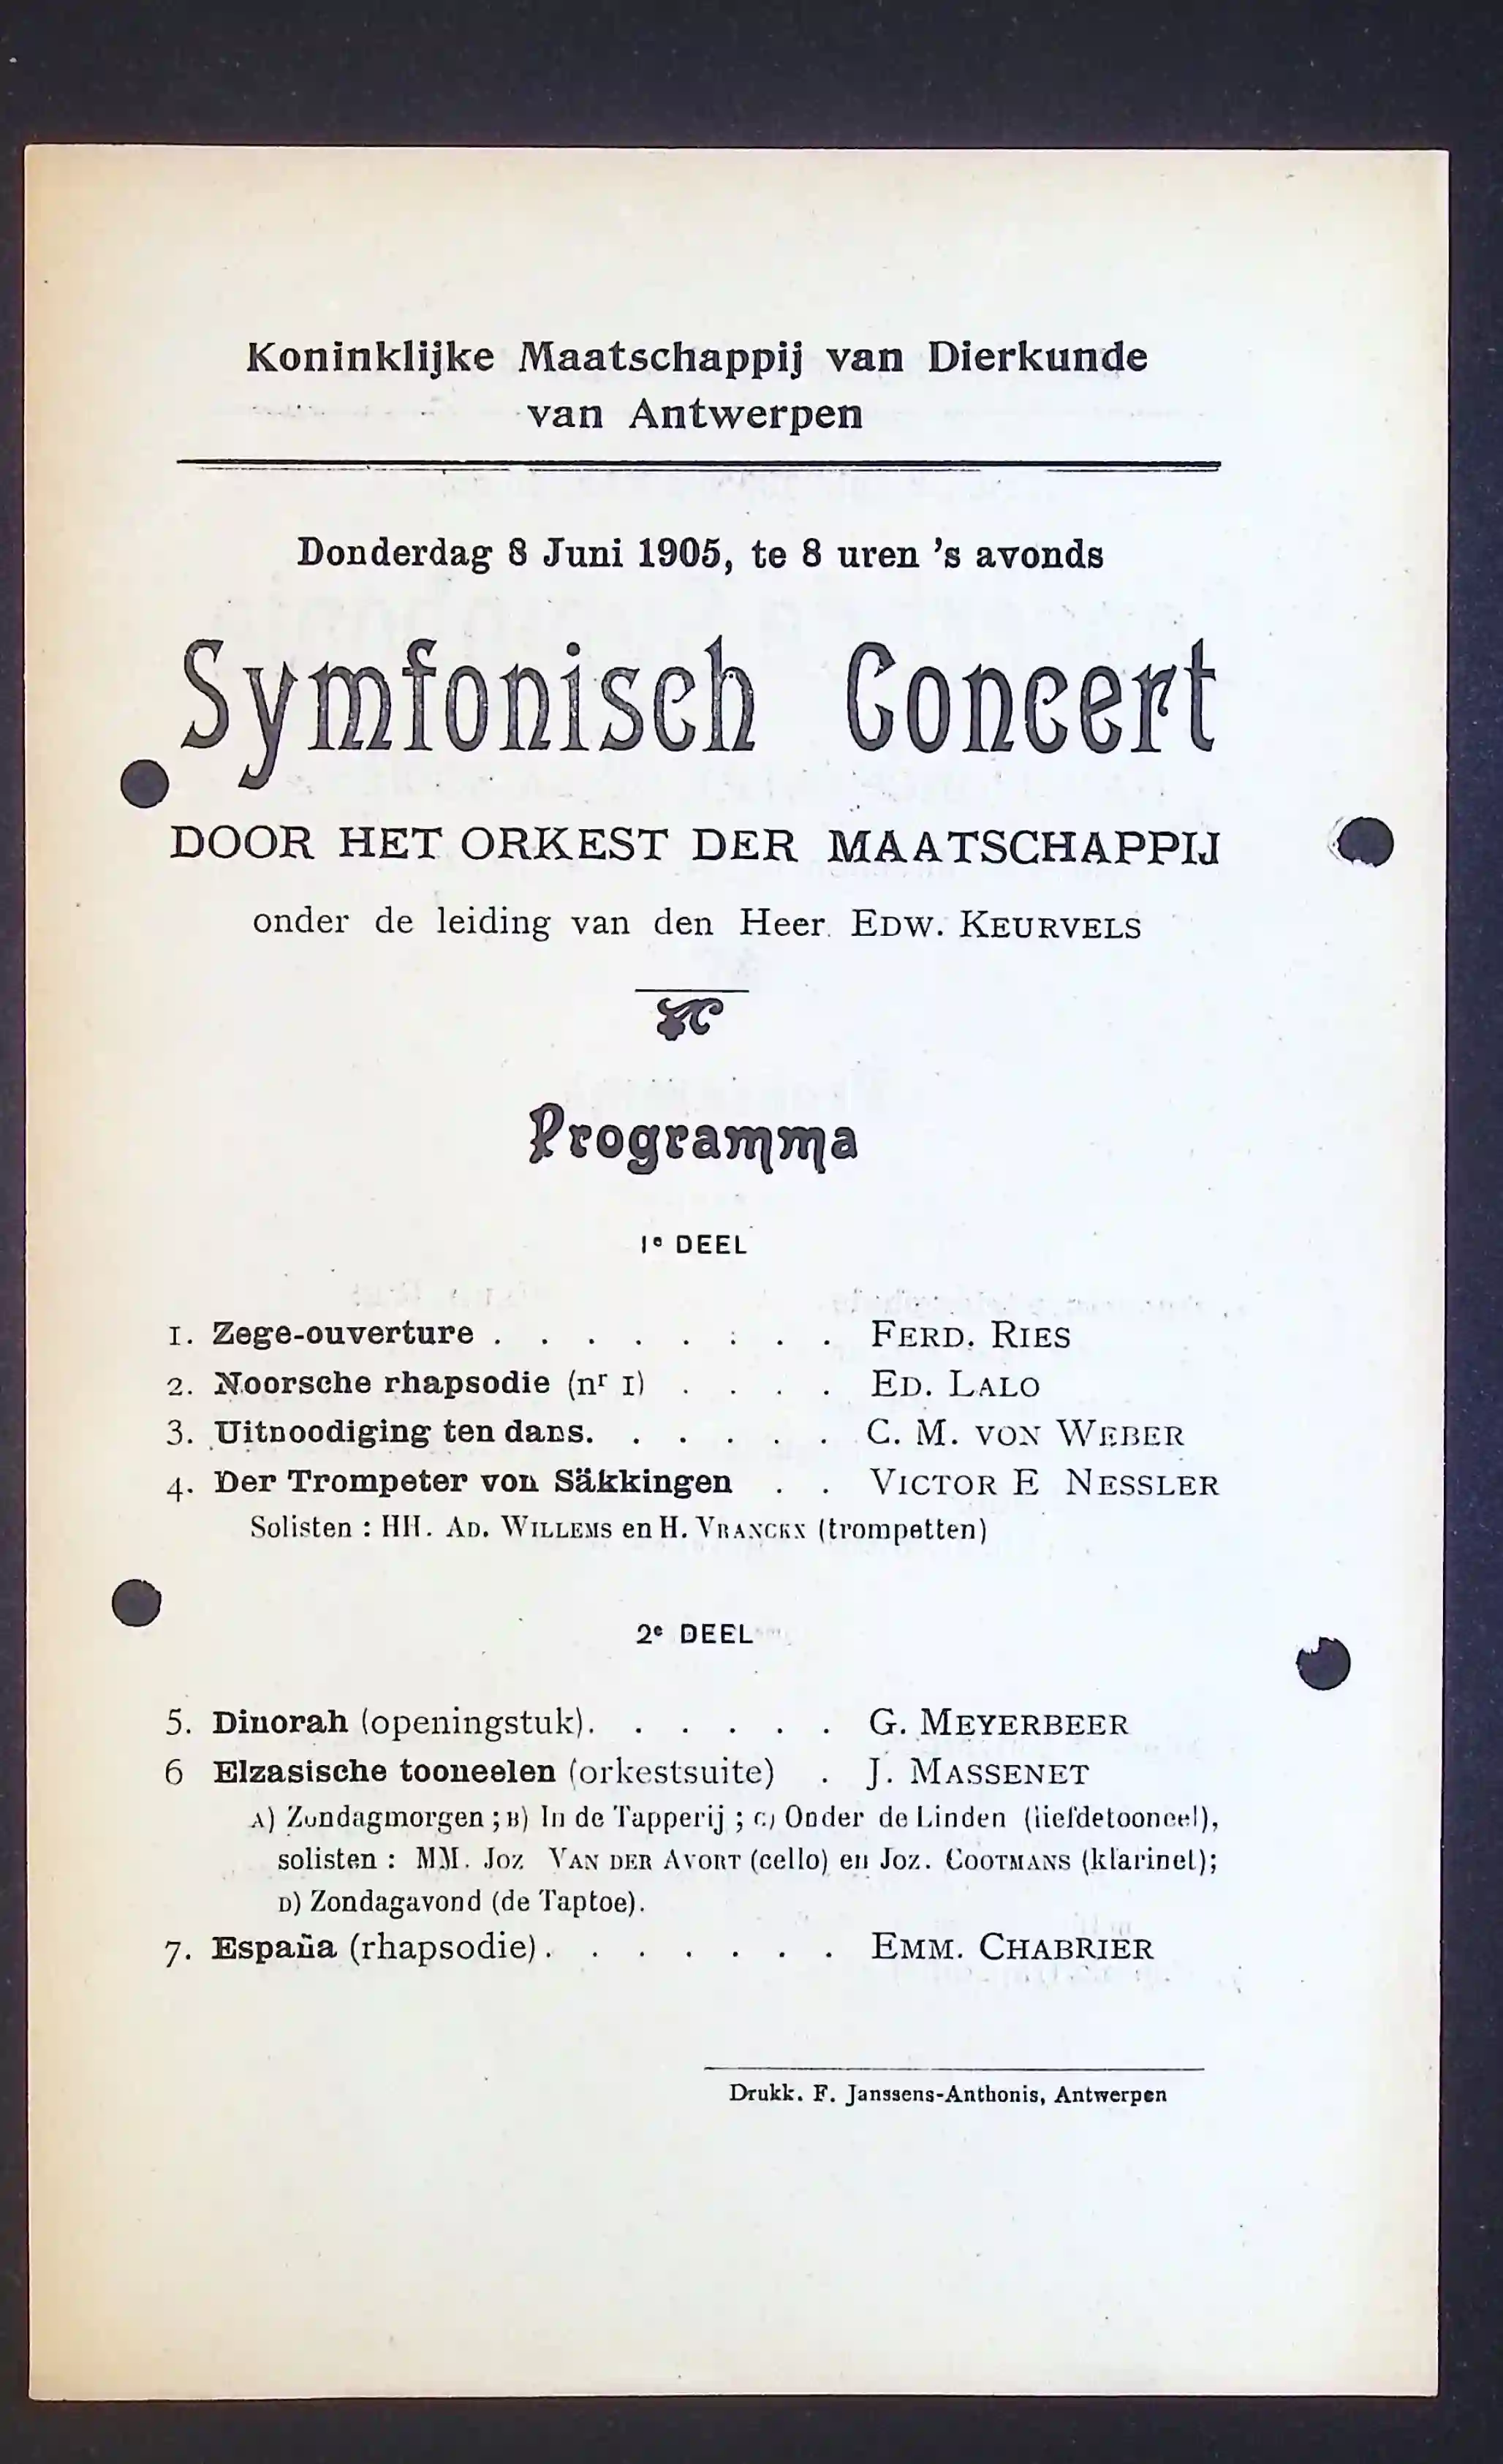 Koninklijke Maatschappij van Dierkunde
van Antwerpen
Donderdag 8 Juni 1905, te 8 uren 's avonds
Symfonisch Concert
DOOR HET ORKEST DER MAATSCHAPPIJ
onder de leiding van den Heer EDW. KEURVELS
Programma
1e DEEL
1. Zege-ouverture . . . . . . . . FERD. RIES
2. Noorsche rhapsodie (nr 1) . . . . ED. LALO
3. Uitnoodiging ten dans. . . . . . C. M. VON WEBER
4. Der Trompeter von Säkkingen . . VICTOR E NESSLER
Solisten : HH. AD. WILLEMS en H. VRANCKX (trompetten)
2e DEEL
5. Dinorah (openingstuk). . . . . . G. MEYERBEER
6 Elzasische tooneelen (orkestsuite) . J. MASSENET
A) Zondagmorgen ; B) In de Tapperij ; C) Onder de Linden (liefdetooneel),
solisten : MM. JOZ VAN DER AVORT (cello) en JOZ. COOTMANS (klarinet);
D) Zondagavond (de Taptoe).
7. España (rhapsodie). . . . . . . EMM. CHABRIER
Drukk. F. Janssens-Anthonis, Antwerpen